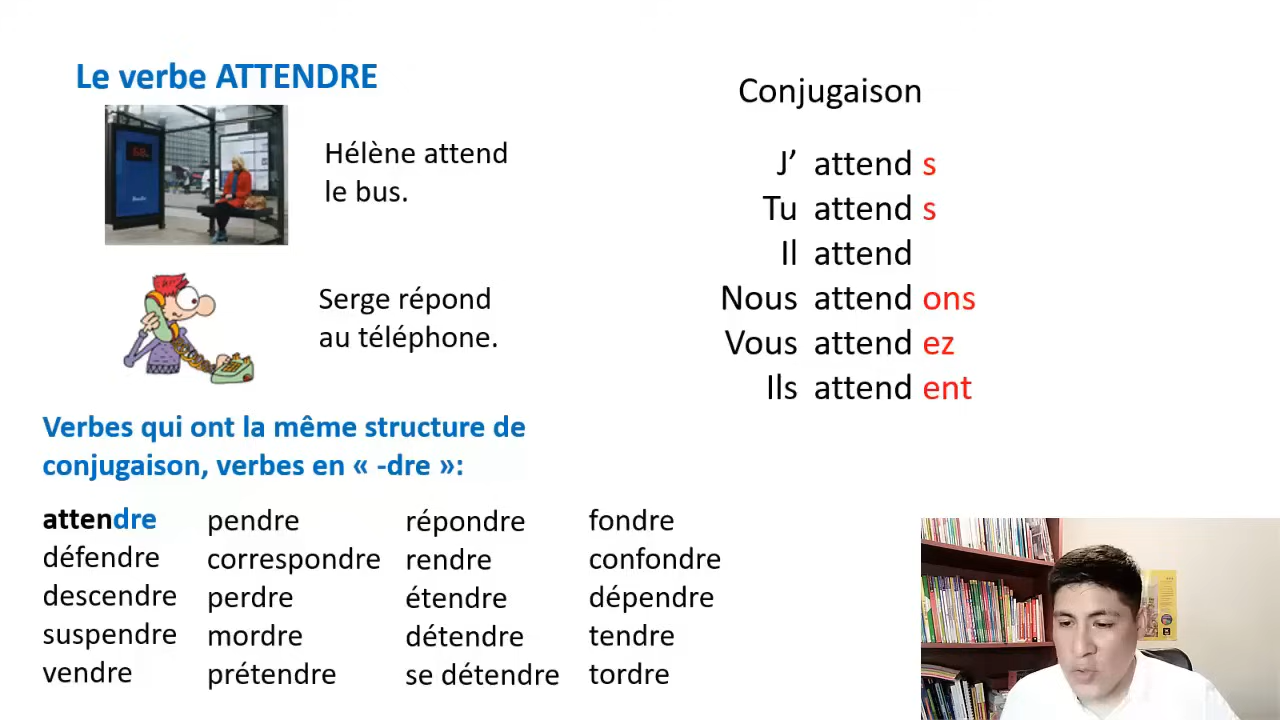 Le verbe ATTENDRE
Hélène attend
le bus.
Serge répond
au téléphone.
Verbes qui ont la même structure de
conjugaison, verbes en « -dre »:
attendre pendre répondre fondre
défendre correspondre rendre confondre
descendre perdre étendre dépendre
suspendre mordre détendre tendre
vendre prétendre se détendre tordre
Conjugaison
J’ attend s
Tu attend s
Il attend
Nous attend ons
Vous attend ez
Ils attend ent